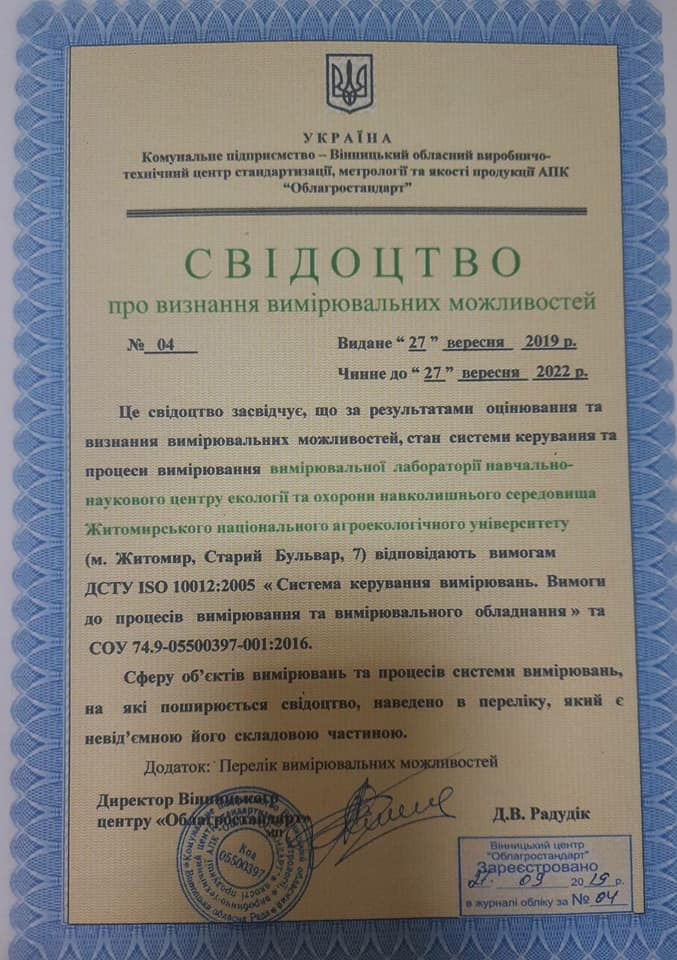 УКРАЇНА
Комунальне підприємство – Вінницький обласний виробничо-
технічний центр стандартизації, метрології та якості продукції АПК
“Облагростандарт”
СВІДОЦТВО
про визнання вимірювальних можливостей
№ 04
Видане “ 27 ” вересня 2019 р.
Чинне до “ 27 ” вересня 2022 р.
Це свідоцтво засвідчує, що за результатами оцінювання та
визнання вимірювальних можливостей, стан системи керування та
процеси вимірювання вимірювальної лабораторії навчально-
наукового центру екології та охорони навколишнього середовища
Житомирського національного агроекологічного університету
(м. Житомир, Старий Бульвар, 7) відповідають вимогам
ДСТУ ISO 10012:2005 « Система керування вимірювань. Вимоги
до процесів вимірювання та вимірювального обладнання » та
СОУ 74.9-05500397-001:2016.
Сферу об’єктів вимірювань та процесів системи вимірювань,
на які поширюється свідоцтво, наведено в переліку, який є
невід’ємною його складовою частиною.
Додаток: Перелік вимірювальних можливостей
Директор Вінницького
центру «Облагростандарт»
МП
Д.В. Радудік
Код
05500397
Вінницький центр
"Облагростандарт"
Зареєстровано
09 2019 р.
в журналі обліку за № 04